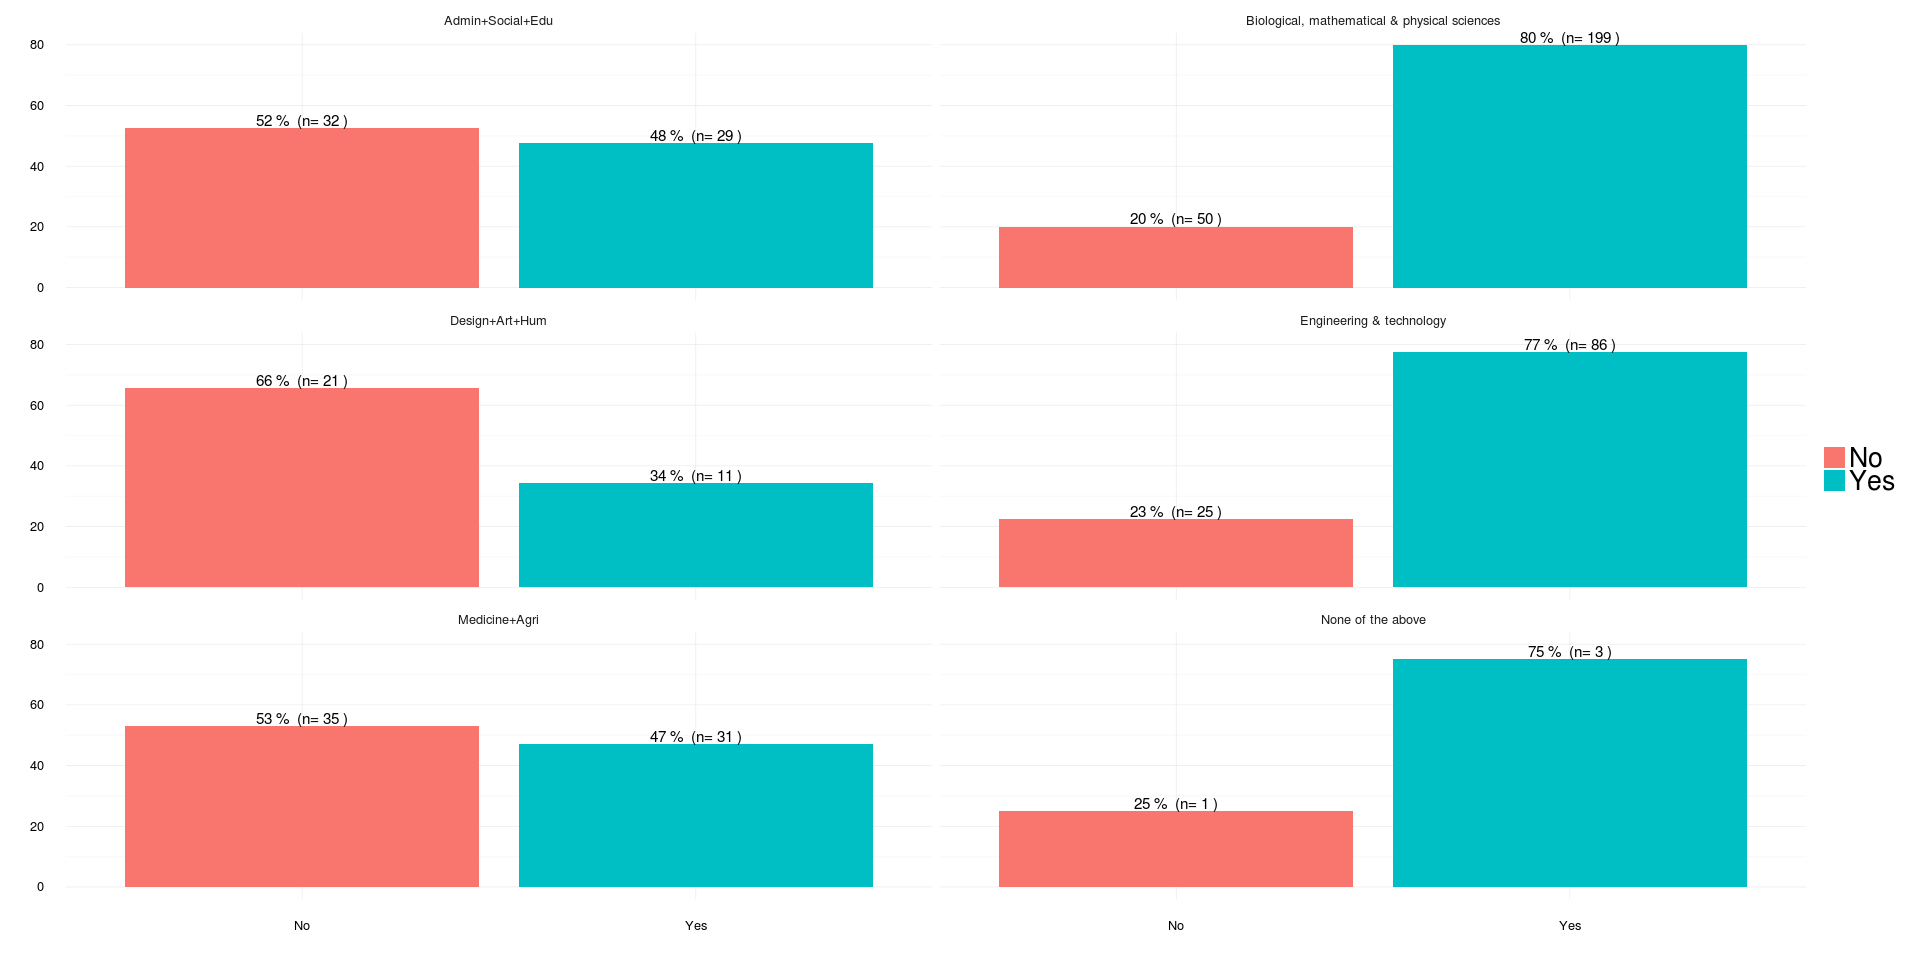 Admin+Social+Edu
Biological, mathematical & physical sciences
80
60
40
20
0
52 % (n= 32 )
48 % (n= 29 )
20 % (n= 50 )
80 % (n= 199 )
Design+Art+Hum
Engineering & technology
80
60
40
20
0
66 % (n= 21 )
34 % (n= 11 )
23 % (n= 25 )
77 % (n= 86 )
No
Yes
Medicine+Agri
None of the above
80
60
40
20
0
53 % (n= 35 )
47 % (n= 31 )
25 % (n= 1 )
75 % (n= 3 )
No
Yes
No
Yes